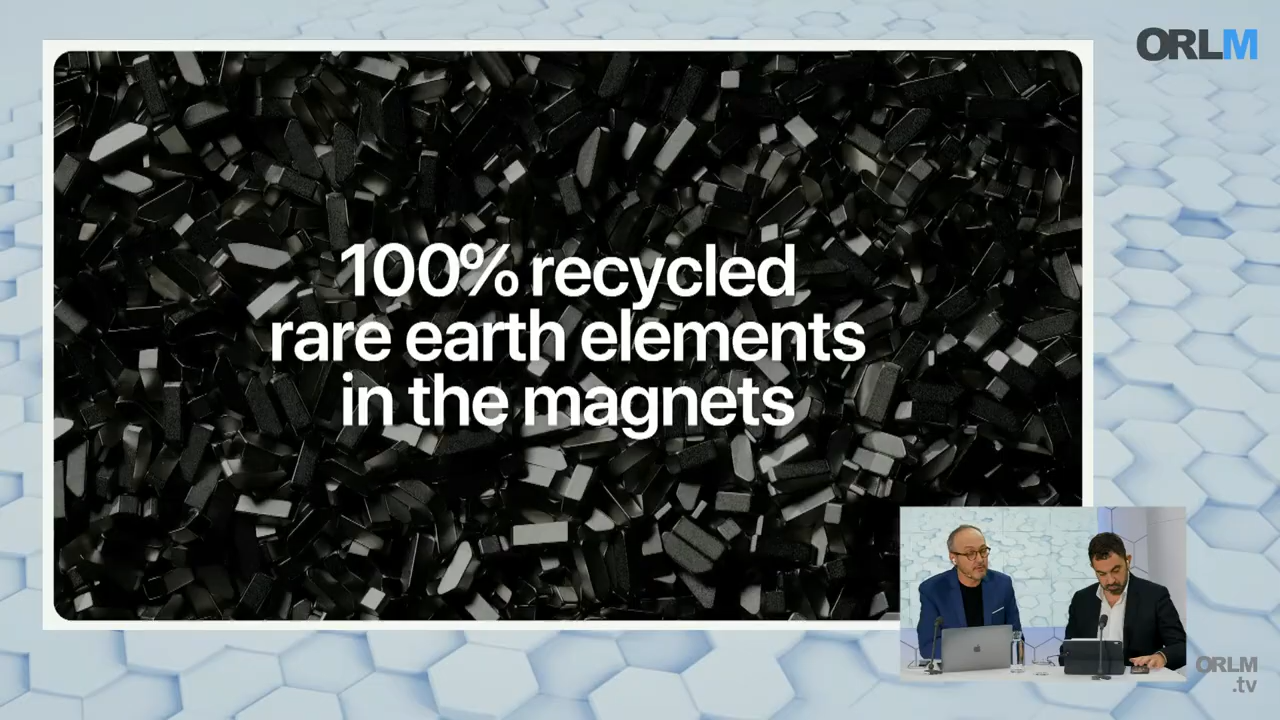 ORLM
100% recycled
rare earth elements
in the magnets
ORLM
.tv